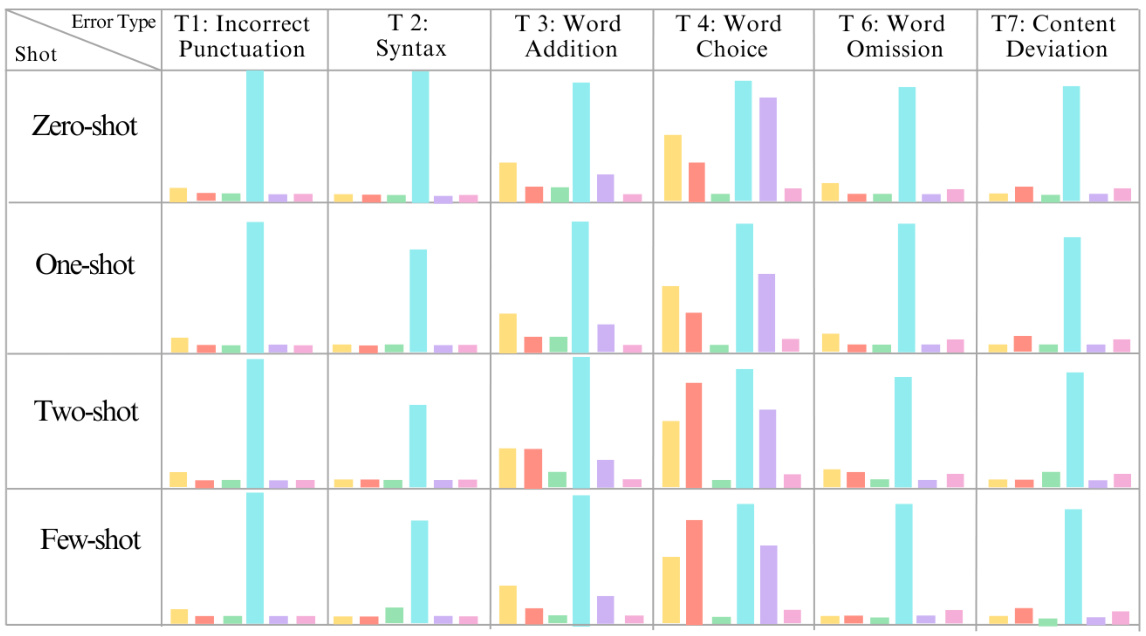 Error Type
Shot
T1: Incorrect
Punctuation
T 2:
Syntax
T 3: Word
Addition
T 4: Word
Choice
T 6: Word
Omission
T7: Content
Deviation
Zero-shot
One-shot
Two-shot
Few-shot